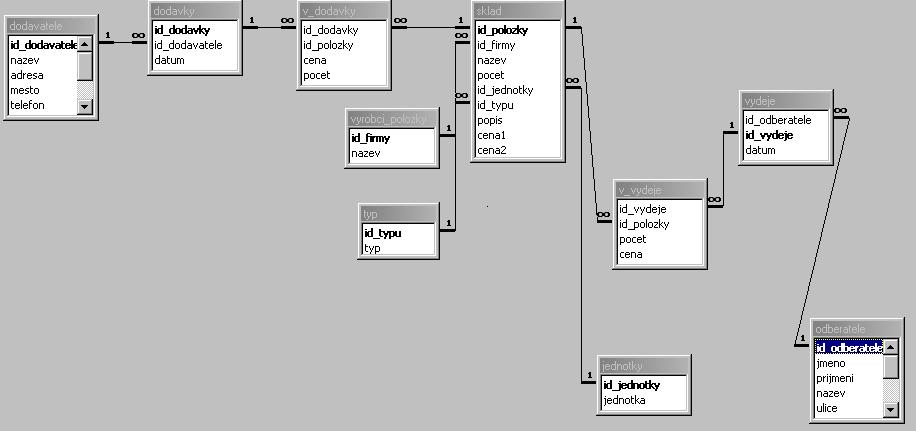 dodavatele
id_dodavatele
nazev
adresa
mesto
telefon
1
∞
dodavky
id_dodavky
id_dodavatele
datum
1
∞
v_dodavky
id_dodavky
id_polozky
cena
pocet
∞
1
sklad
id_polozky
id_firmy
nazev
pocet
id_jednotky
id_typu
popis
cena1
cena2
∞
∞
1
∞
vyrobci_polozky
id_firmy
nazev
1
typ
id_typu
typ
1
v_vydeje
id_vydeje
id_polozky
pocet
cena
∞
∞
1
vydeje
id_odberatele
id_vydeje
datum
∞
1
odberatele
id_odberatele
jmeno
prijmeni
nazev
ulice
1
jednotky
id_jednotky
jednotka